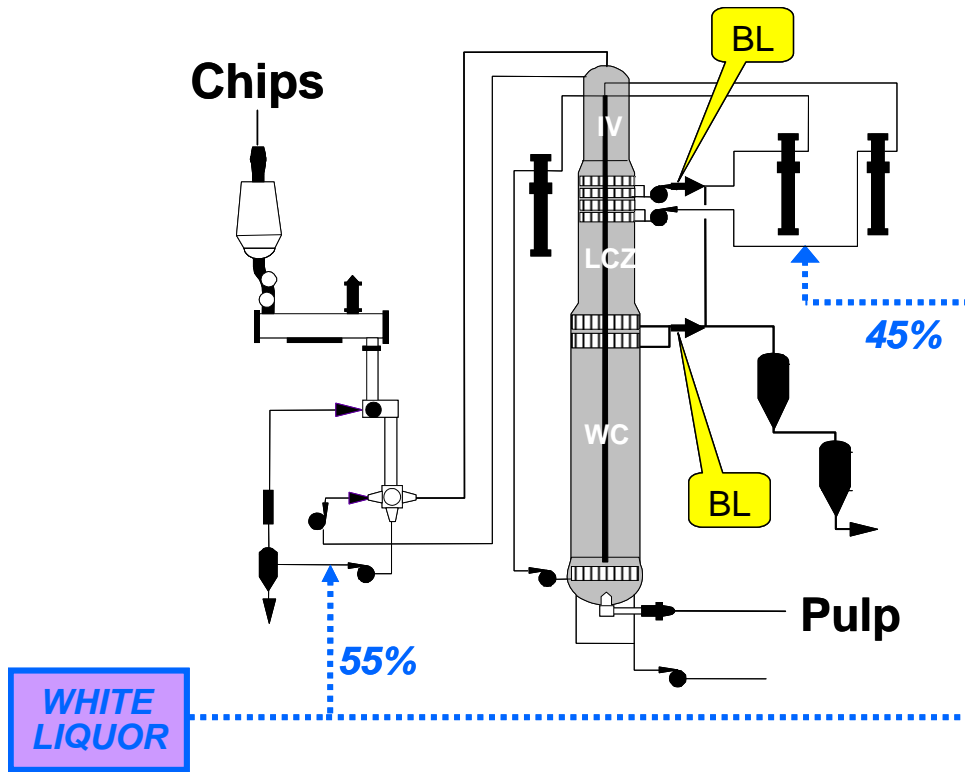 BL
Chips
IV
LCZ
45%
WC
BL
Pulp
55%
WHITE
LIQUOR